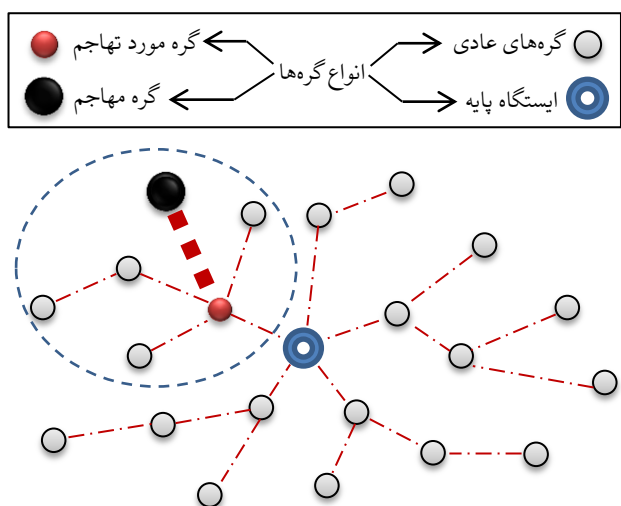 گره‌های عادی
گره مورد تهاجم
انواع گره‌ها
ایستگاه پایه
گره مهاجم